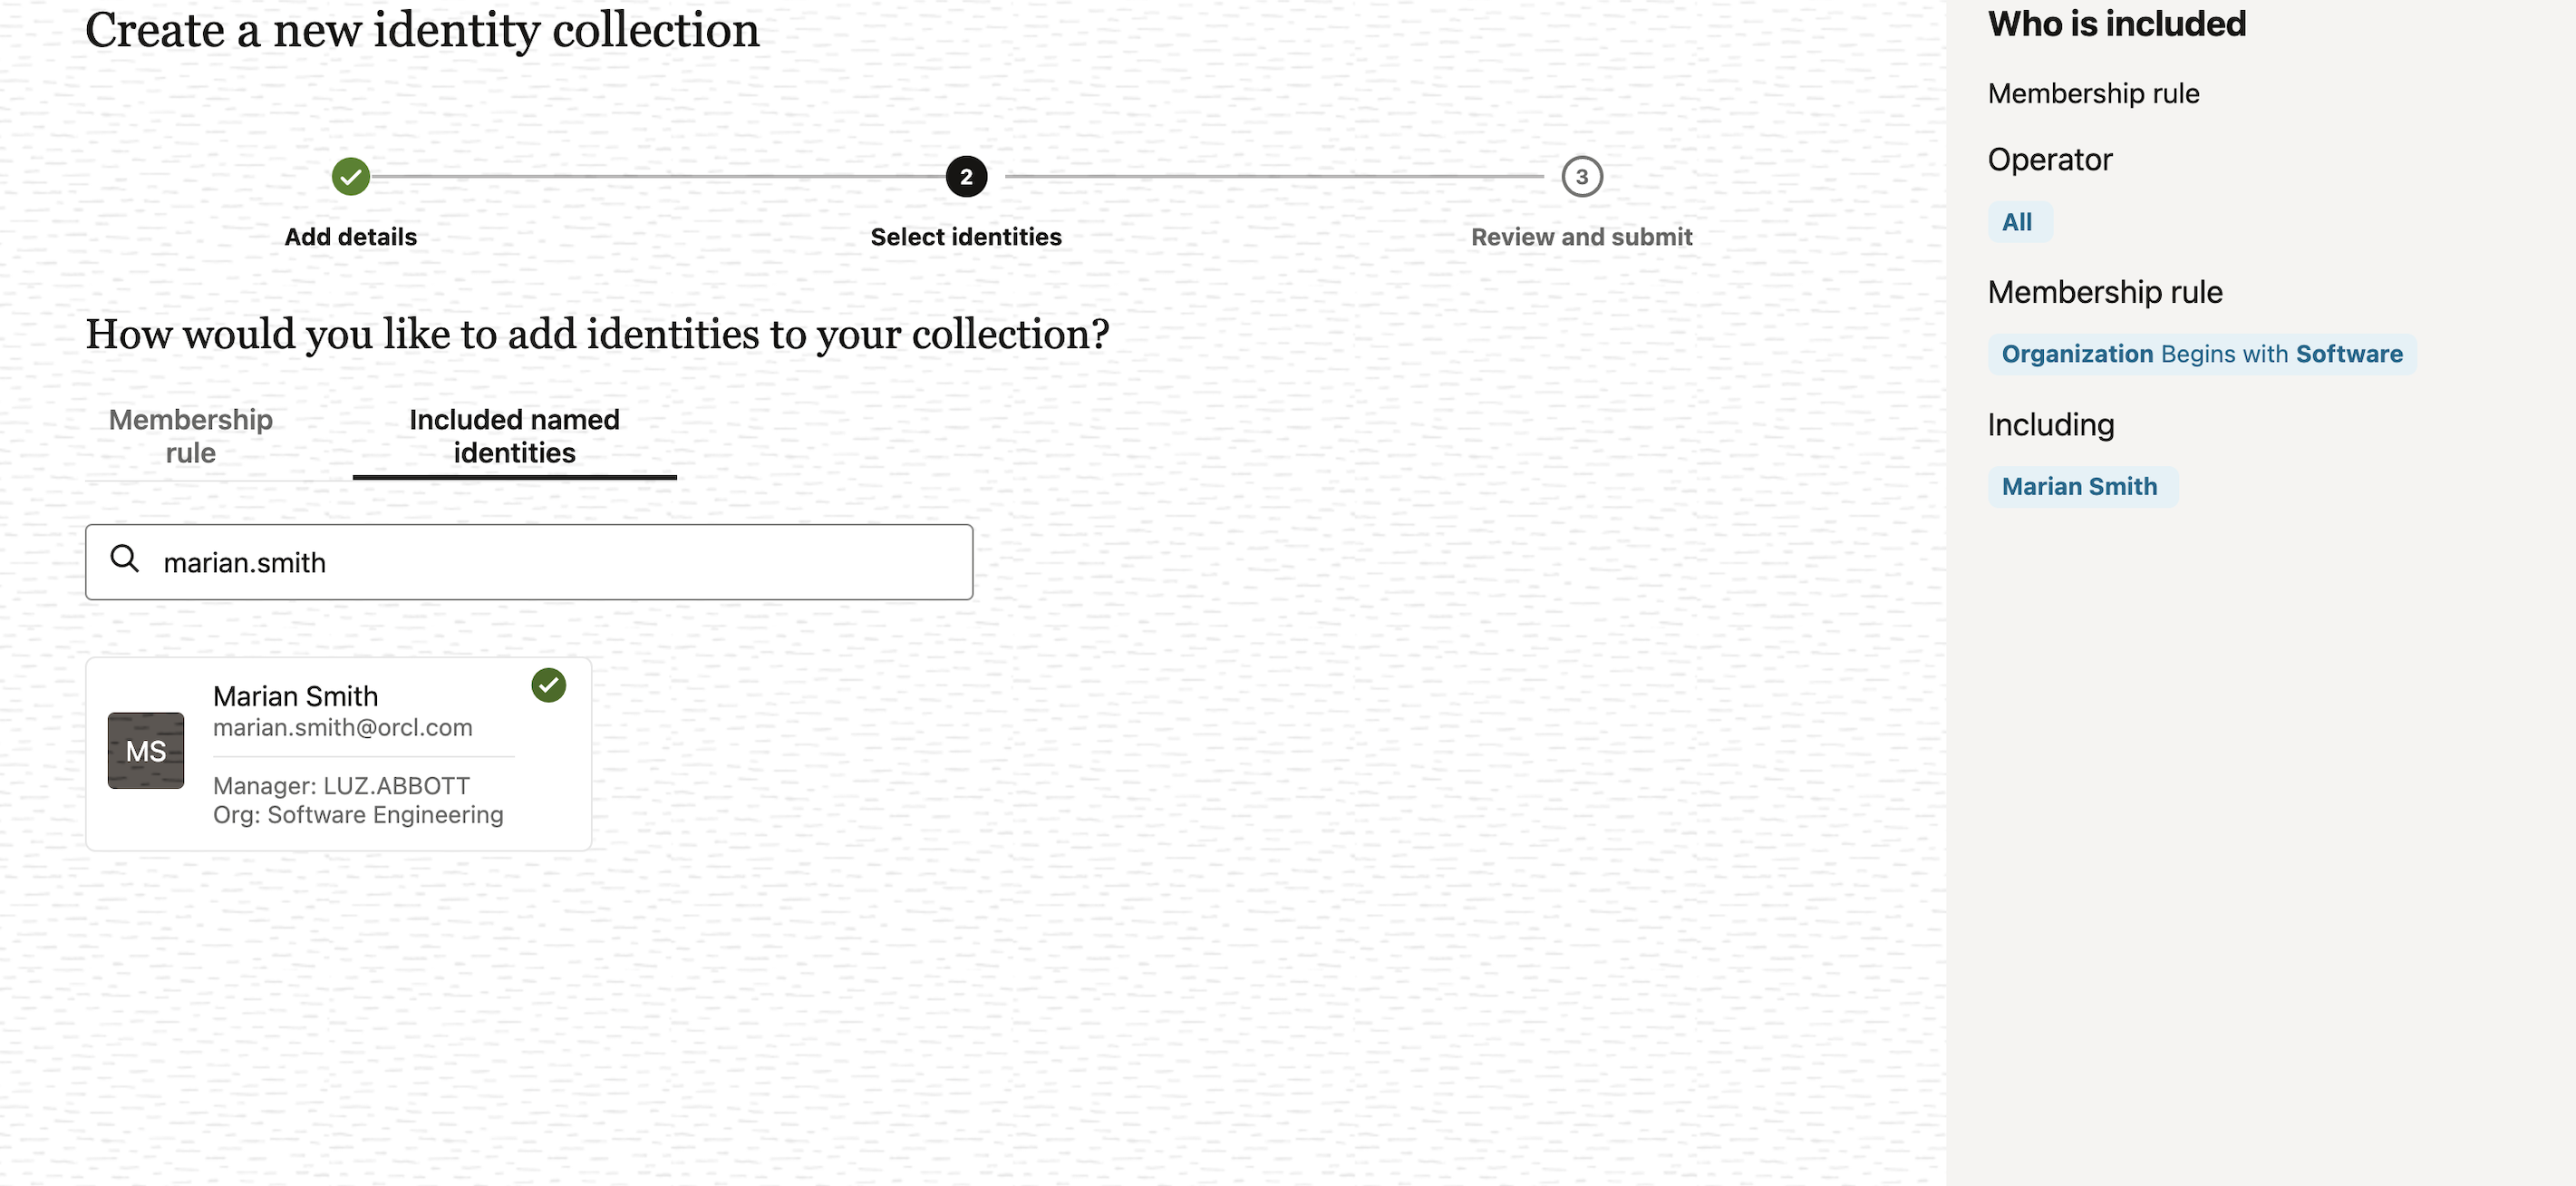 Create a new identity collection
2
3
Add details
Select identities
Review and submit
How would you like to add identities to your collection?
Membership
rule
Included named
identities
marian.smith
MS
Marian Smith
marian.smith@orcl.com
Manager: LUZ.ABBOTT
Org: Software Engineering
Who is included
Membership rule
Operator
All
Membership rule
Organization Begins with Software
Including
Marian Smith